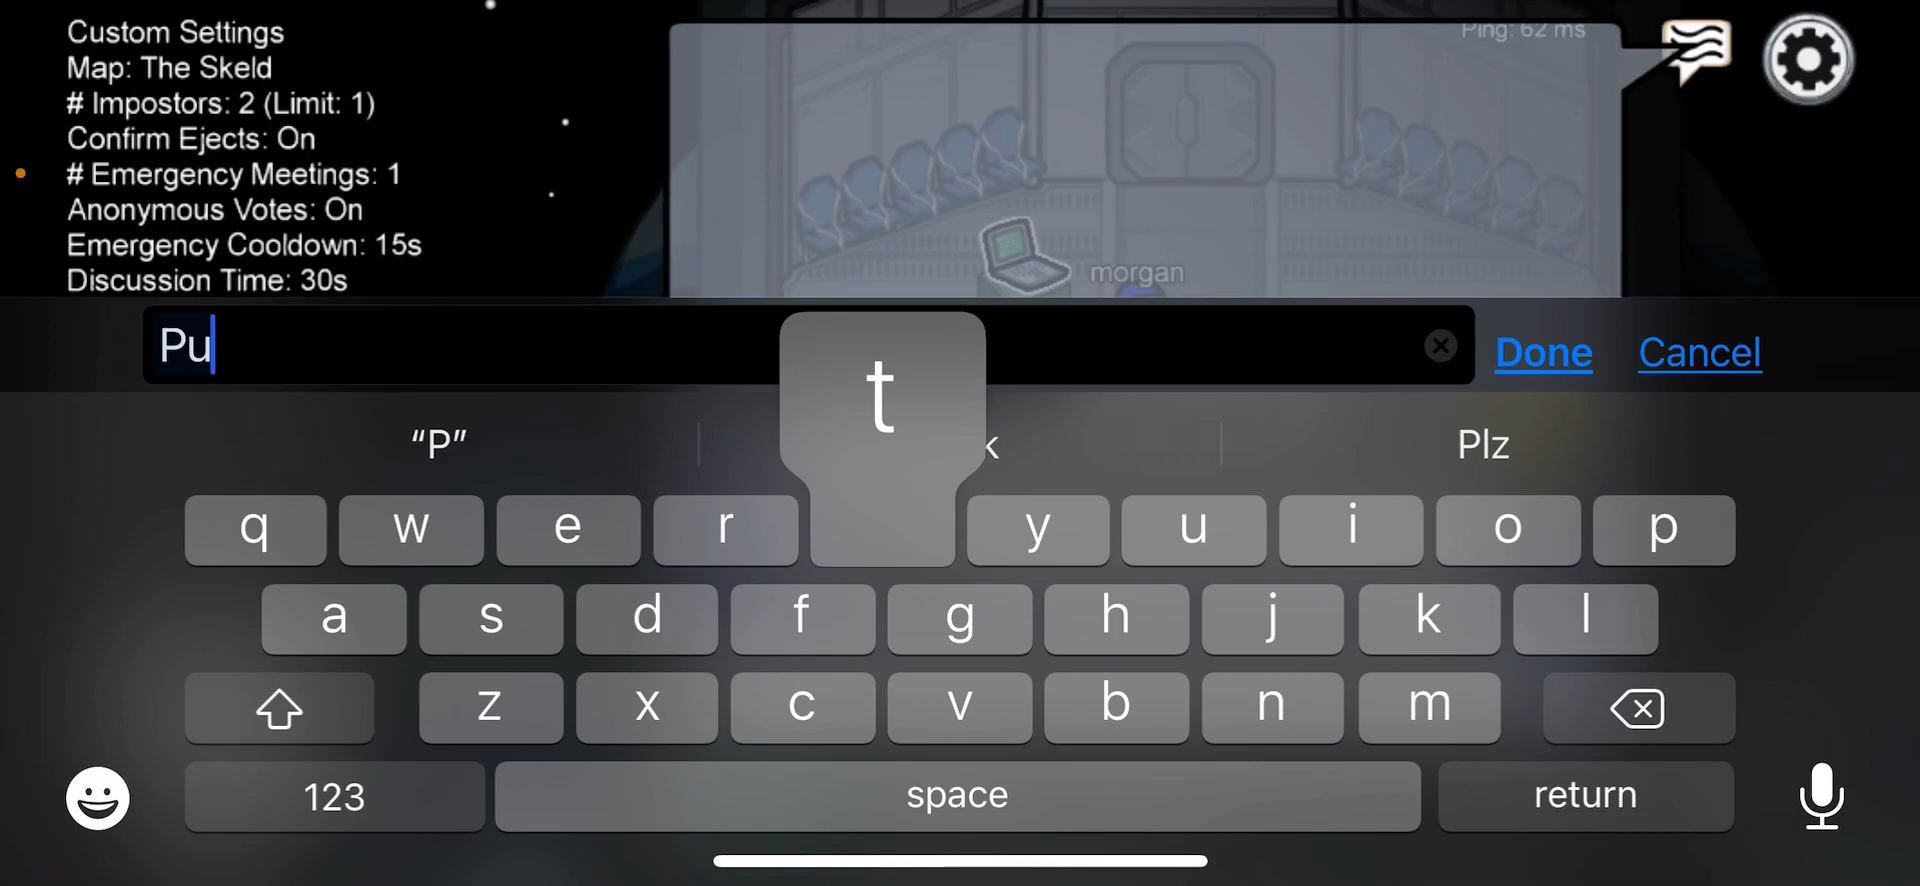 Custom Settings
Map: The Skeld
# Impostors: 2 (Limit: 1)
Confirm Ejects: On
# Emergency Meetings: 1
Anonymous Votes: On
Emergency Cooldown: 15s
Discussion Time: 30s
Ping: 62 ms
morgan
Pu
Done
Cancel
t
“P”
k
Plz
q w e r y u i o p
a s d f g h j k l
z x c v b n m
123
space
return